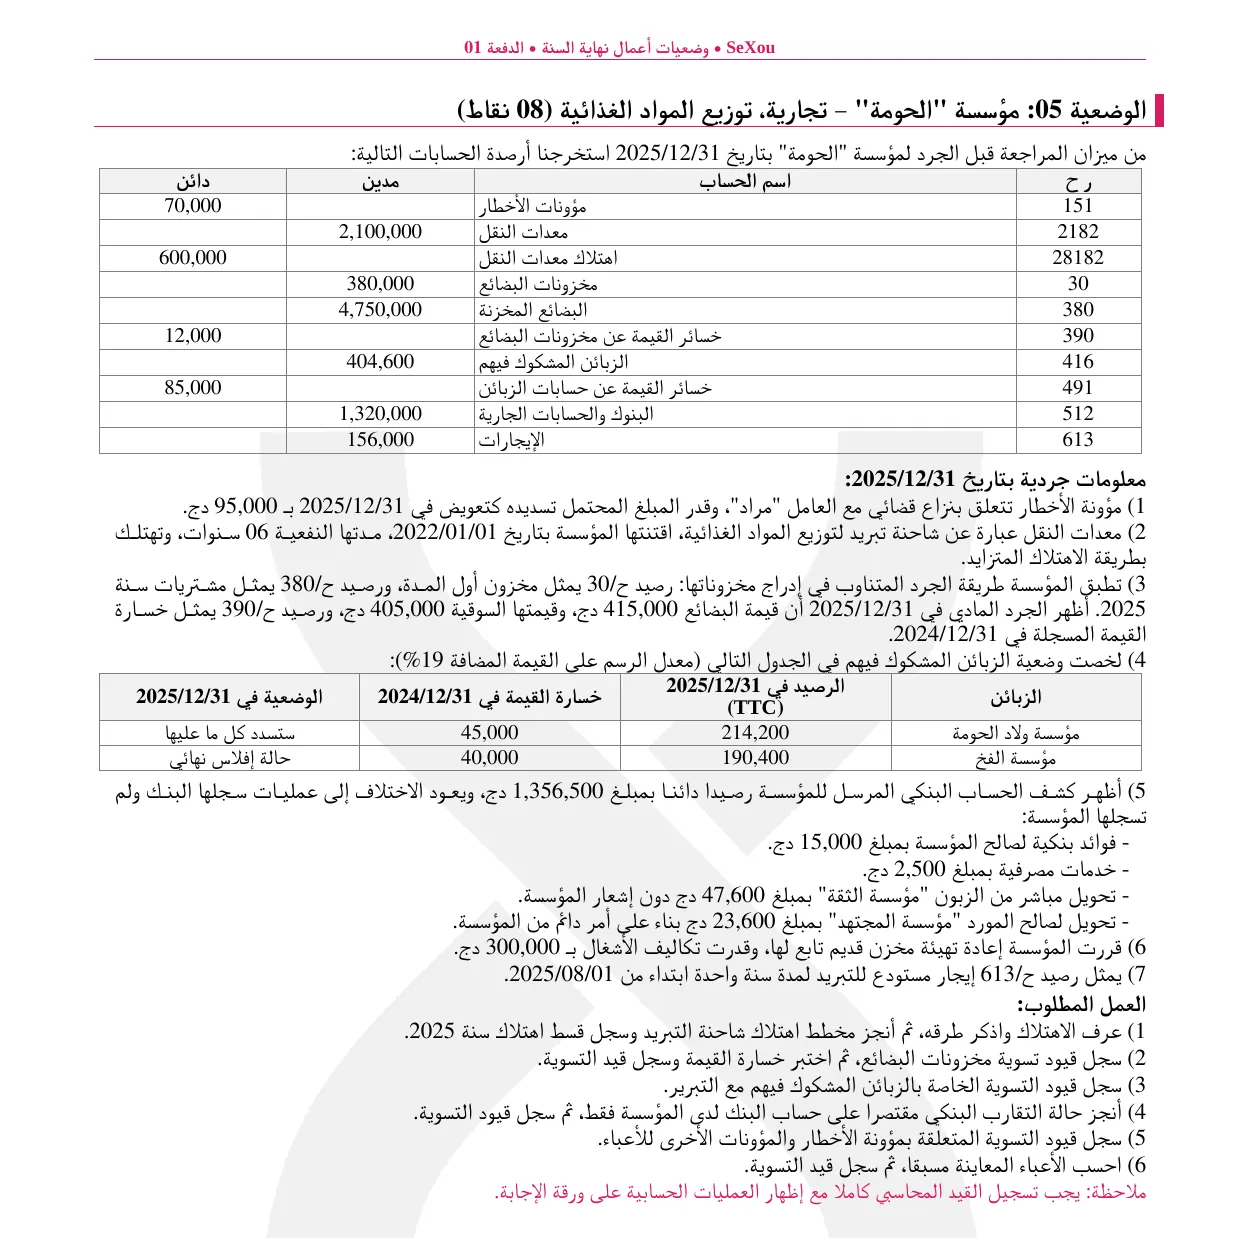 SeXou • وضعيات أعمال نهاية السنة • الدفعة 01
الوضعية 05: مؤسسة "الحومة" – تجارية، توزيع المواد الغذائية (08 نقاط)
من ميزان المراجعة قبل الجرد لمؤسسة "الحومة" بتاريخ 2025/12/31 استخرجنا أرصدة الحسابات التالية:
ر ح اسم الحساب مدين دائن
151 مؤونات الأخطار 70,000
2182 معدات النقل 2,100,000
28182 اهتلاك معدات النقل 600,000
30 مخزونات البضائع 380,000
380 البضائع المخزنة 4,750,000
390 خسائر القيمة عن مخزونات البضائع 12,000
416 الزبائن المشكوك فيهم 404,600
491 خسائر القيمة عن حسابات الزبائن 85,000
512 البنوك والحسابات الجارية 1,320,000
613 الإيجارات 156,000
معلومات جردية بتاريخ 2025/12/31:
1) مؤونة الأخطار تتعلق بنزاع قضائي مع العامل "مراد"، وقدر المبلغ المحتمل تسديده كتعويض في 2025/12/31 بـ 95,000 دج.
2) معدات النقل عبارة عن شاحنة تبريد لتوزيع المواد الغذائية، اقتنتها المؤسسة بتاريخ 2022/01/01، مدتها النفعية 06 سنوات، وتهتلك
بطريقة الاهتلاك المتزايد.
3) تطبق المؤسسة طريقة الجرد المتناوب في إدراج مخزوناتها: رصيد ح/30 يمثل مخزون أول المدة، ورصيد ح/380 يمثل مشتريات سنة
2025. أظهر الجرد المادي في 2025/12/31 أن قيمة البضائع 415,000 دج، وقيمتها السوقية 405,000 دج، ورصيد ح/390 يمثل خسارة
القيمة المسجلة في 2024/12/31.
4) لخصت وضعية الزبائن المشكوك فيهم في الجدول التالي (معدل الرسم على القيمة المضافة 19%):
الزبائن الرصيد في 2025/12/31 (TTC) خسارة القيمة في 2024/12/31 الوضعية في 2025/12/31
مؤسسة ولاد الحومة 214,200 45,000 ستسدد كل ما عليها
مؤسسة الفخ 190,400 40,000 حالة إفلاس نهائي
5) أظهر كشف الحساب البنكي المرسل للمؤسسة رصيدا دائنا بمبلغ 1,356,500 دج، ويعود الاختلاف إلى عمليات سجلها البنك ولم
تسجلها المؤسسة:
- فوائد بنكية لصالح المؤسسة بمبلغ 15,000 دج.
- خدمات مصرفية بمبلغ 2,500 دج.
- تحويل مباشر من الزبون "مؤسسة الثقة" بمبلغ 47,600 دج دون إشعار المؤسسة.
- تحويل لصالح المورد "مؤسسة المجتهد" بمبلغ 23,600 دج بناء على أمر دائم من المؤسسة.
6) قررت المؤسسة إعادة تهيئة مخزن قديم تابع لها، وقدرت تكاليف الأشغال بـ 300,000 دج.
7) يمثل رصيد ح/613 إيجار مستودع للتبريد لمدة سنة واحدة ابتداء من 2025/08/01.
العمل المطلوب:
1) عرف الاهتلاك واذكر طرقه، ثم أنجز مخطط اهتلاك شاحنة التبريد وسجل قسط اهتلاك سنة 2025.
2) سجل قيود تسوية مخزونات البضائع، ثم اختبر خسارة القيمة وسجل قيد التسوية.
3) سجل قيود التسوية الخاصة بالزبائن المشكوك فيهم مع التبرير.
4) أنجز حالة التقارب البنكي مقتصرا على حساب البنك لدى المؤسسة فقط، ثم سجل قيود التسوية.
5) سجل قيود التسوية المتعلقة بمؤونة الأخطار والمؤونات الأخرى للأعباء.
6) احسب الأعباء المعاينة مسبقا، ثم سجل قيد التسوية.
ملاحظة: يجب تسجيل القيد المحاسبي كاملا مع إظهار العمليات الحسابية على ورقة الإجابة.